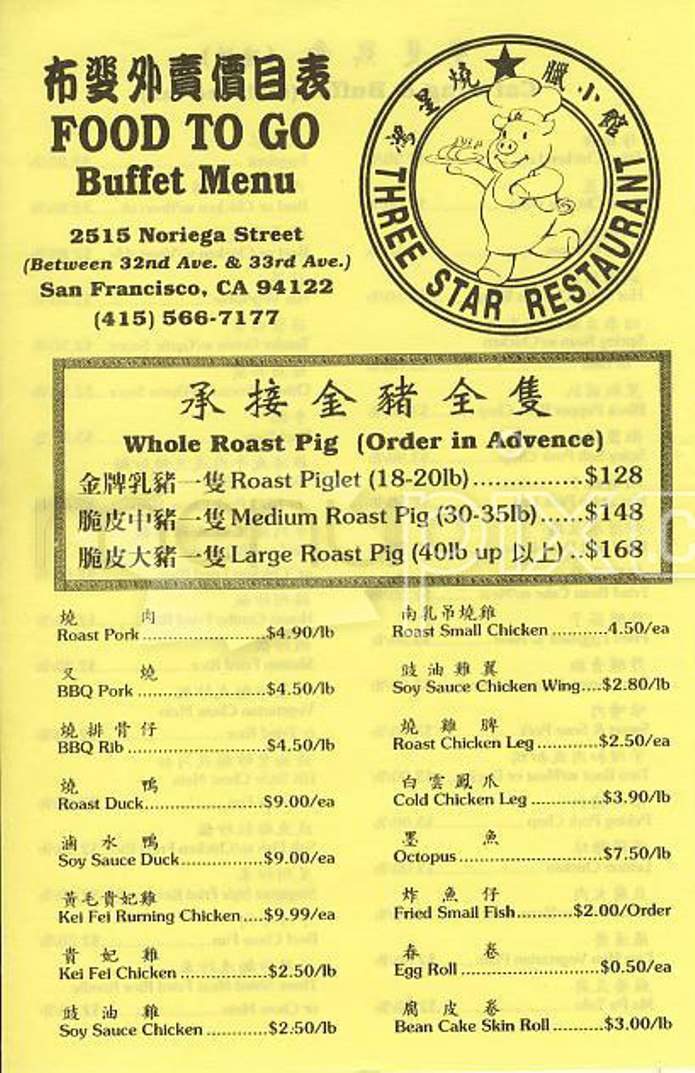 布斐外賣價目表
FOOD TO GO
Buffet Menu
2515 Noriega Street
(Between 32nd Ave. & 33rd Ave.)
San Francisco, CA 94122
(415) 566-7177
鴻星燒★臘小館
THREE STAR RESTAURANT
承接金豬全隻
Whole Roast Pig (Order in Advence)
金牌乳豬一隻 Roast Piglet (18-20lb)...............$128
脆皮中豬一隻 Medium Roast Pig (30-35lb)......$148
脆皮大豬一隻 Large Roast Pig (40lb up 以上)..$168
燒肉
Roast Pork ...................$4.90/lb
叉燒
BBQ Pork ....................$4.50/lb
燒排骨仔
BBQ Rib .....................$4.50/lb
燒鴨
Roast Duck..................$9.00/ea
滷水鴨
Soy Sauce Duck.............$9.00/ea
黃毛貴妃雞
Kei Fei Rurning Chicken ....$9.99/ea
貴妃雞
Kei Fei Chicken ..............$2.50/lb
豉油雞
Soy Sauce Chicken .........$2.50/lb
南乳吊燒雞
Roast Small Chicken ..........4.50/ea
豉油雞翼
Soy Sauce Chicken Wing....$2.80/lb
燒雞脾
Roast Chicken Leg ..........$2.50/ea
白雲鳳爪
Cold Chicken Leg ............$3.90/lb
墨魚
Octopus .......................$7.50/lb
炸魚仔
Fried Small Fish..........$2.00/Order
春卷
Egg Roll .......................$0.50/ea
腐皮卷
Bean Cake Skin Roll .........$3.00/lb